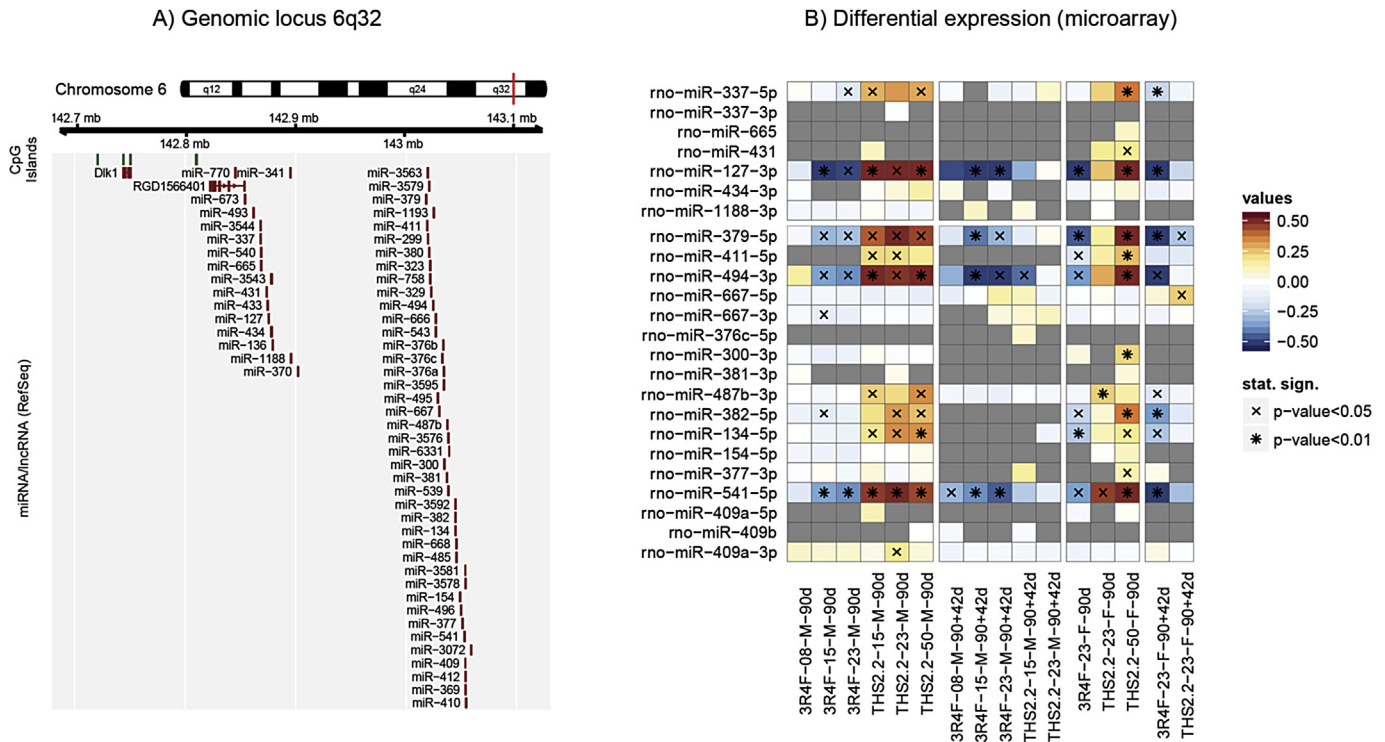 A) Genomic locus 6q32
Chromosome 6 q12 q24 q32
142.7 mb 142.9 mb 143.1 mb
142.8 mb 143 mb
CpG
Islands
miRNA/lncRNA (RefSeq)
Dlk1 miR-770 miR-341
RGD1566401
miR-673
miR-493
miR-3544
miR-337
miR-540
miR-665
miR-3543
miR-431
miR-433
miR-127
miR-434
miR-136
miR-1188
miR-370
miR-3563
miR-3579
miR-379
miR-1193
miR-411
miR-299
miR-380
miR-323
miR-758
miR-329
miR-494
miR-666
miR-543
miR-376b
miR-376c
miR-376a
miR-3595
miR-495
miR-667
miR-487b
miR-3576
miR-6331
miR-300
miR-381
miR-539
miR-3592
miR-382
miR-134
miR-668
miR-485
miR-3581
miR-3578
miR-154
miR-496
miR-377
miR-541
miR-3072
miR-409
miR-412
miR-369
miR-410
B) Differential expression (microarray)
rno-miR-337-5p
rno-miR-337-3p
rno-miR-665
rno-miR-431
rno-miR-127-3p
rno-miR-434-3p
rno-miR-1188-3p
rno-miR-379-5p
rno-miR-411-5p
rno-miR-494-3p
rno-miR-667-5p
rno-miR-667-3p
rno-miR-376c-5p
rno-miR-300-3p
rno-miR-381-3p
rno-miR-487b-3p
rno-miR-382-5p
rno-miR-134-5p
rno-miR-154-5p
rno-miR-377-3p
rno-miR-541-5p
rno-miR-409a-5p
rno-miR-409b
rno-miR-409a-3p
3R4F-08-M-90d
3R4F-15-M-90d
3R4F-23-M-90d
THS2.2-15-M-90d
THS2.2-23-M-90d
THS2.2-50-M-90d
3R4F-08-M-90+42d
3R4F-15-M-90+42d
3R4F-23-M-90+42d
THS2.2-15-M-90+42d
THS2.2-23-M-90+42d
3R4F-23-F-90d
THS2.2-23-F-90d
THS2.2-50-F-90d
3R4F-23-F-90+42d
THS2.2-23-F-90+42d
values
0.50
0.25
0.00
-0.25
-0.50
stat. sign.
× p-value<0.05
✳ p-value<0.01